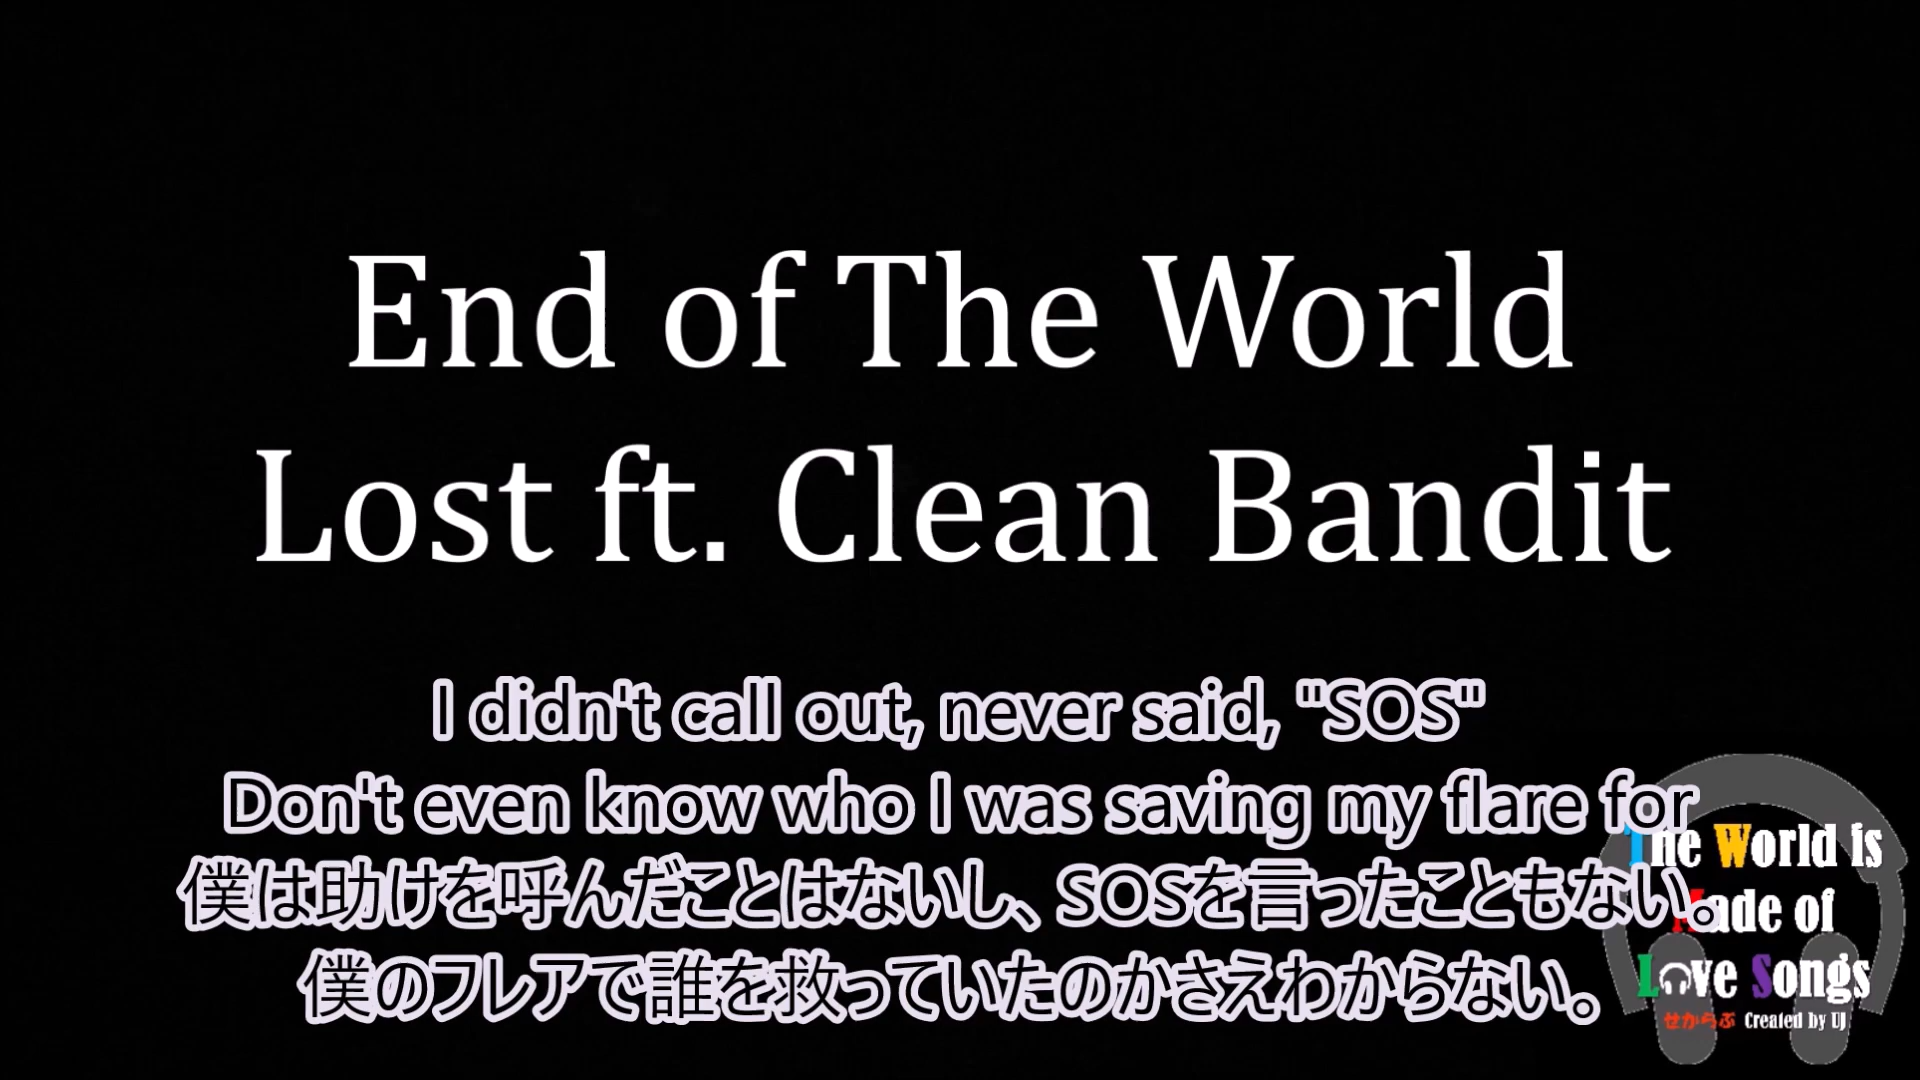 End of The World
Lost ft. Clean Bandit
I didn't call out, never said, "SOS"
Don't even know who I was saving my flare for
僕は助けを呼んだことはないし、SOSを言ったこともない。
僕のフレアで誰を救っていたのかさえわからない。
The World is
Made of
Love Songs
せからぶ Created by UJ